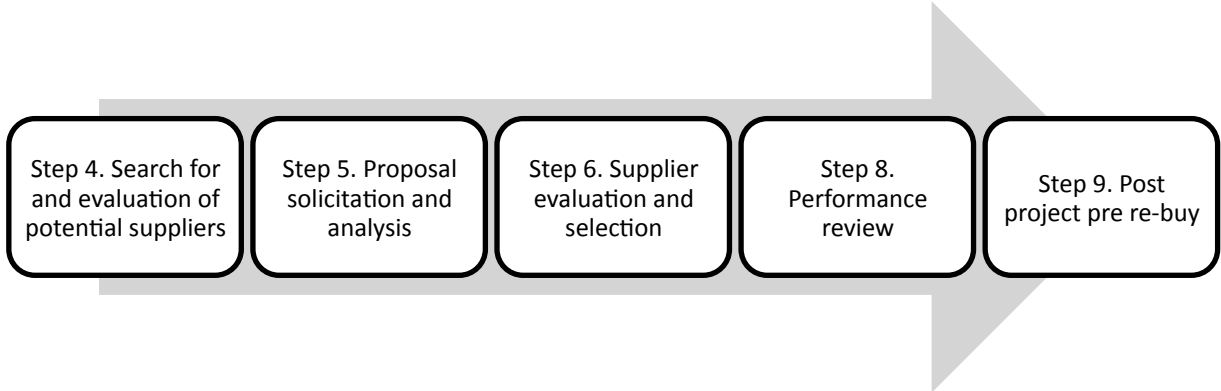 Step 4. Search for
and evaluation of
potential suppliers
Step 5. Proposal
solicitation and
analysis
Step 6. Supplier
evaluation and
selection
Step 8.
Performance
review
Step 9. Post
project pre re-buy